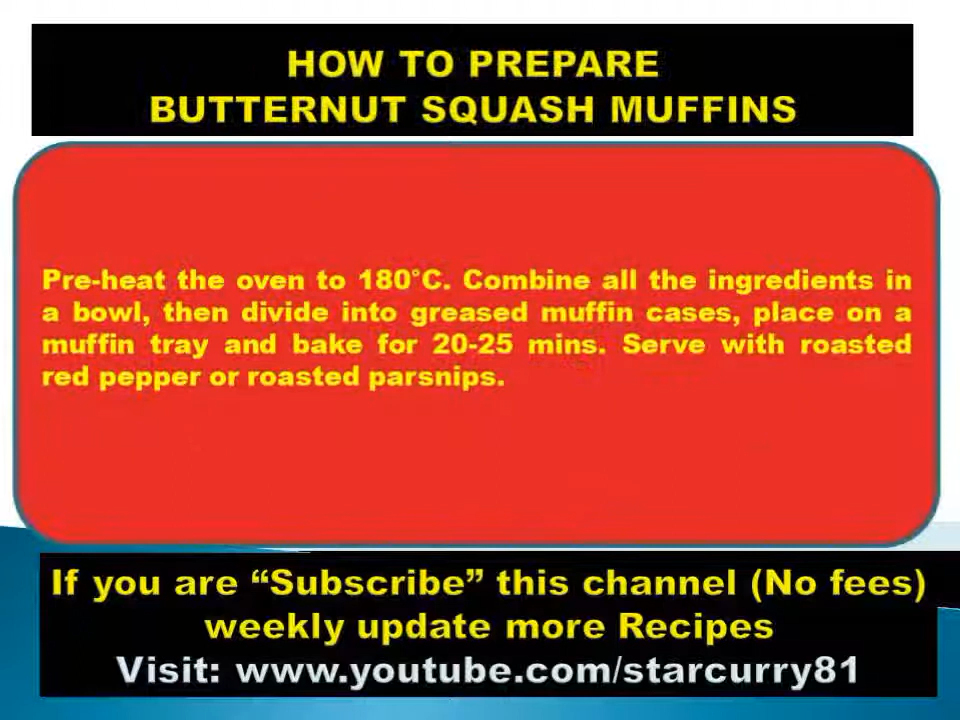 HOW TO PREPARE
BUTTERNUT SQUASH MUFFINS
Pre-heat the oven to 180°C. Combine all the ingredients in
a bowl, then divide into greased muffin cases, place on a
muffin tray and bake for 20-25 mins. Serve with roasted
red pepper or roasted parsnips.
If you are “Subscribe” this channel (No fees)
weekly update more Recipes
Visit: www.youtube.com/starcurry81